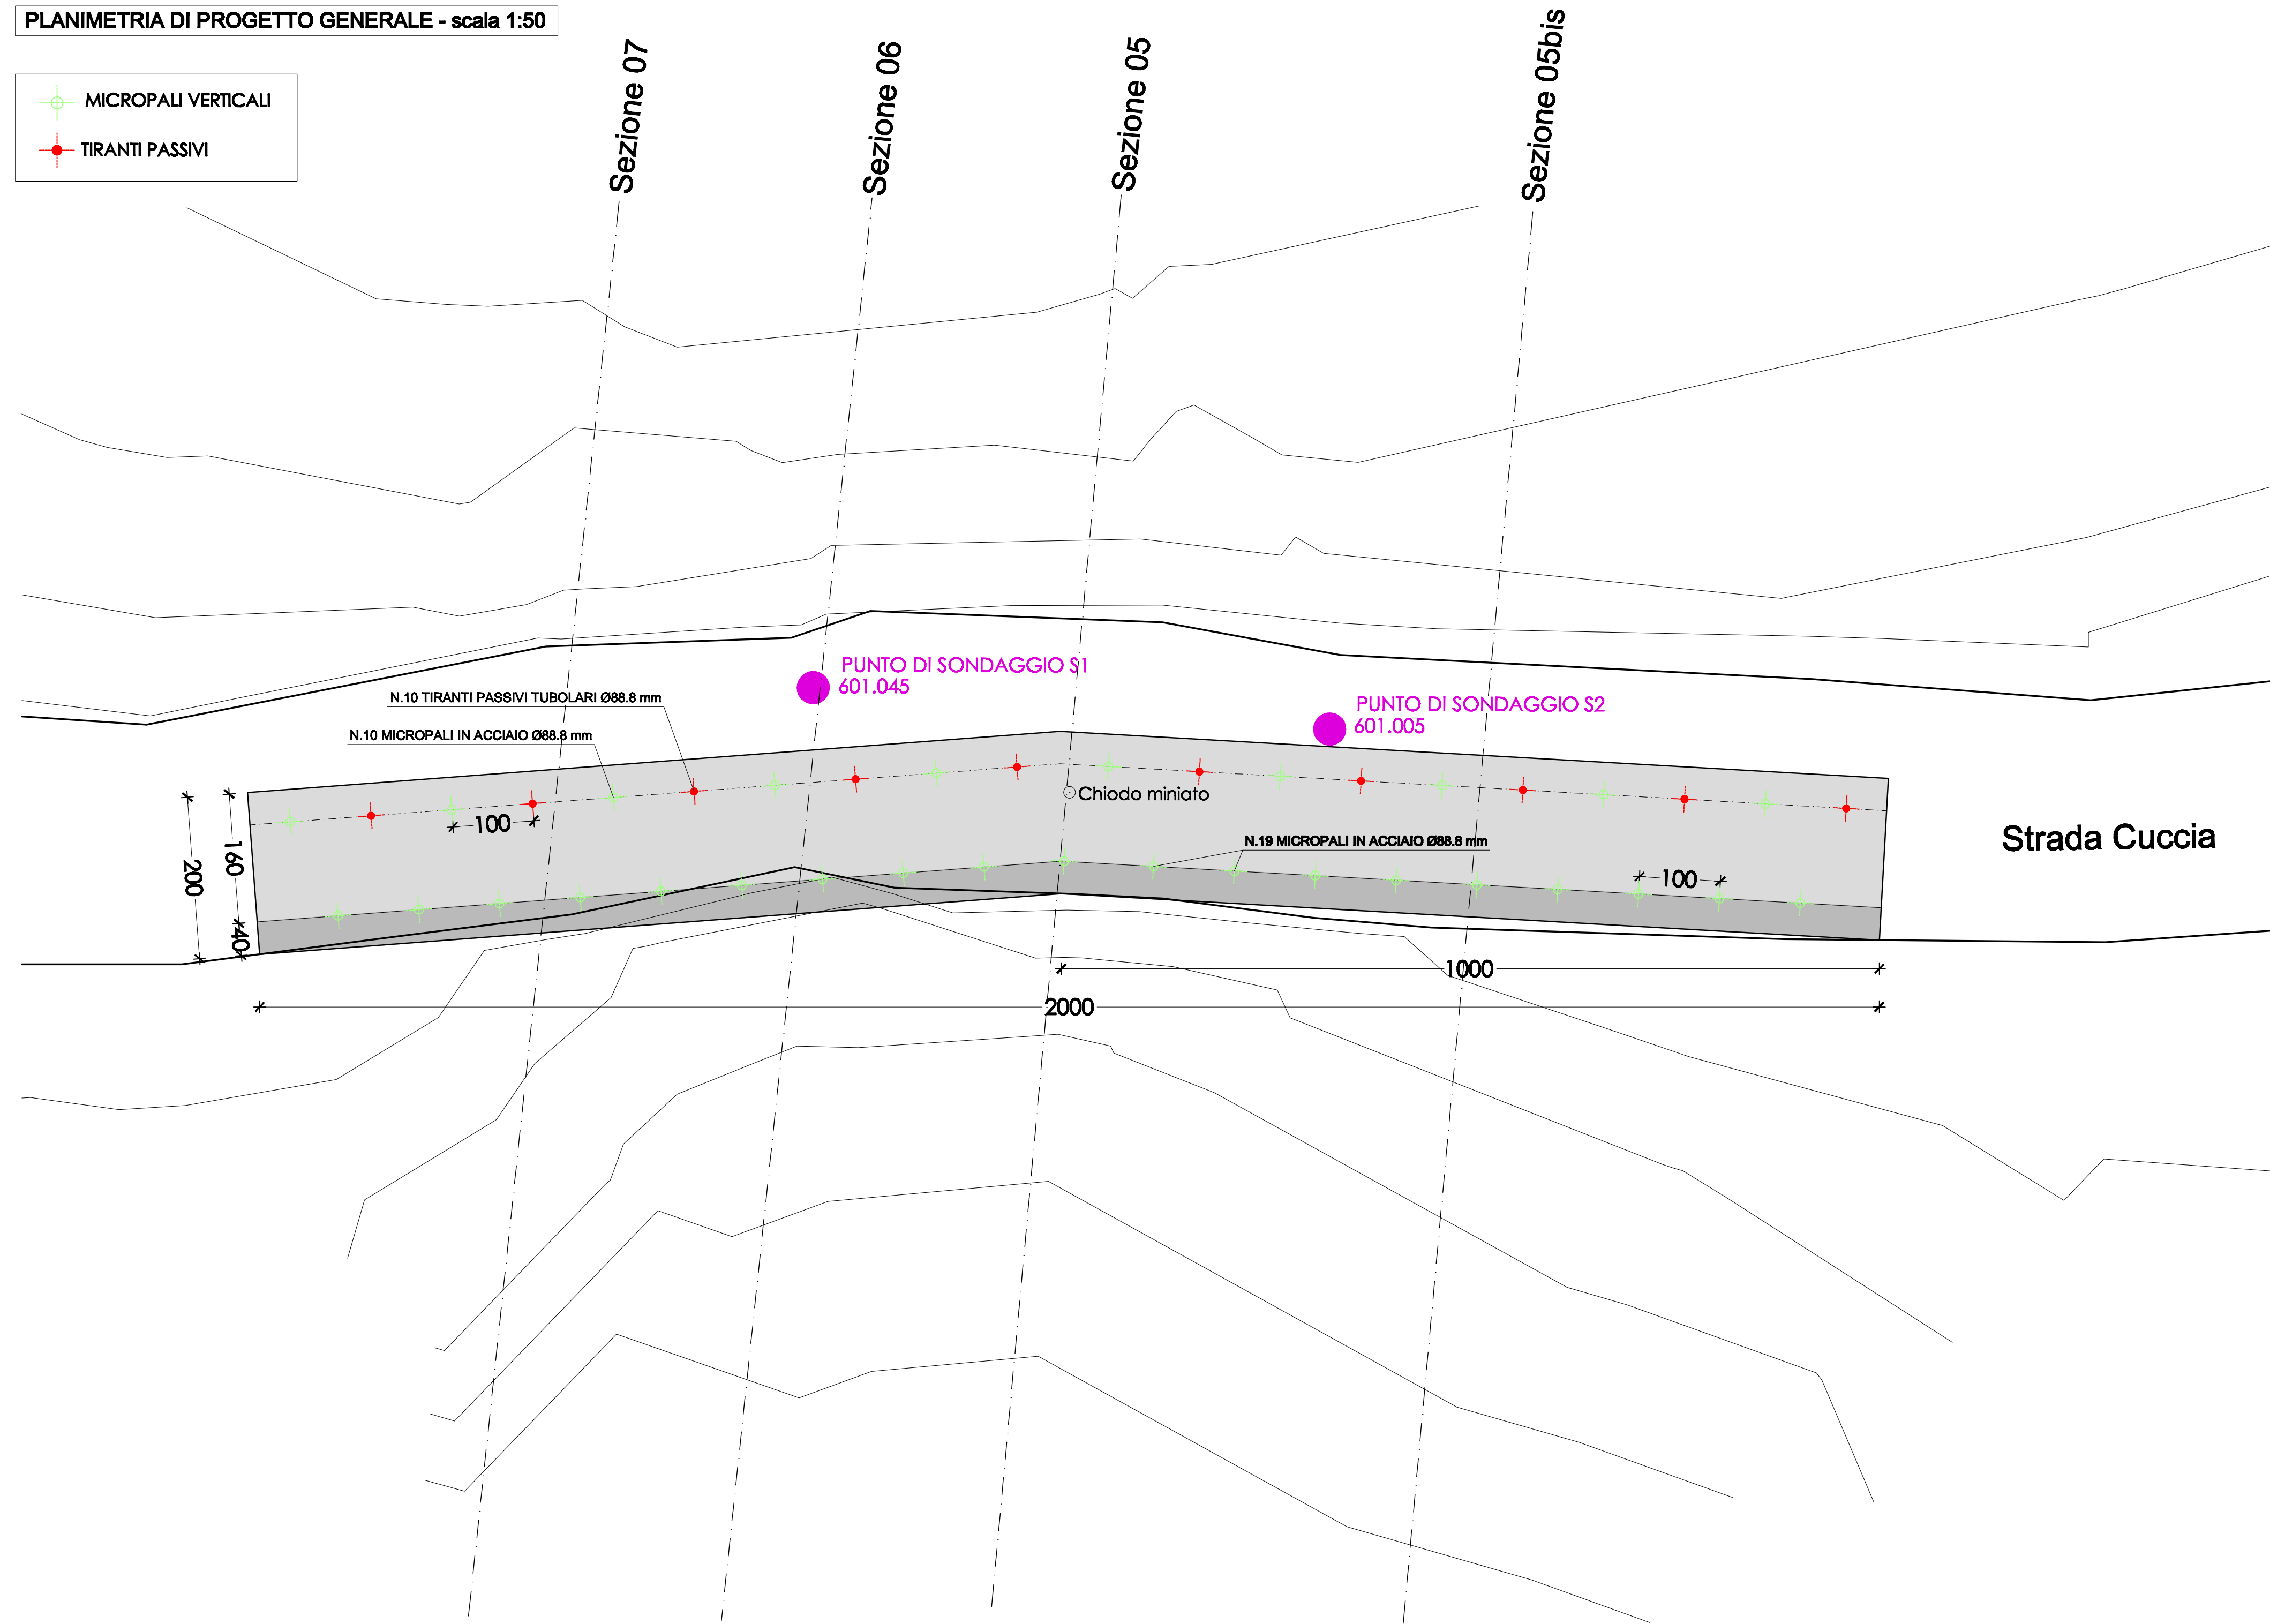 PLANIMETRIA DI PROGETTO GENERALE - scala 1:50
MICROPALI VERTICALI
TIRANTI PASSIVI
Sezione 07
Sezione 06
Sezione 05
Sezione 05bis
PUNTO DI SONDAGGIO S1
601.045
PUNTO DI SONDAGGIO S2
601.005
N.10 TIRANTI PASSIVI TUBOLARI Ø88.8 mm
N.10 MICROPALI IN ACCIAIO Ø88.8 mm
Chiodo miniato
100
N.19 MICROPALI IN ACCIAIO Ø88.8 mm
Strada Cuccia
200
160
40
100
1000
2000